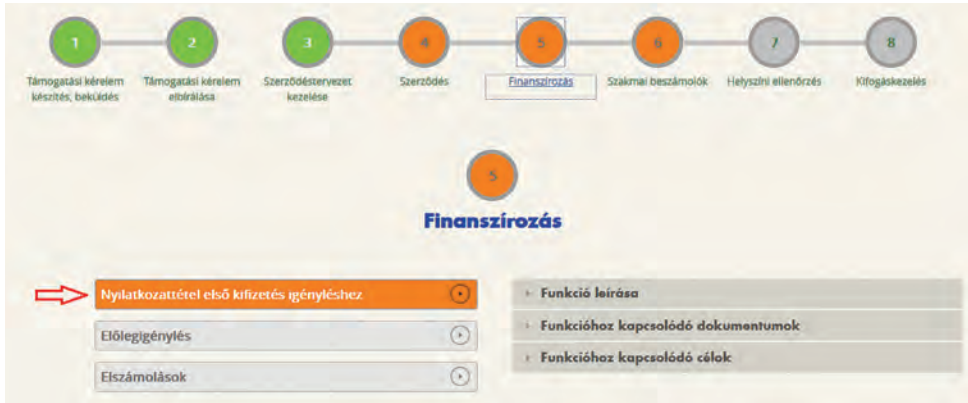 1
2
3
4
5
6
7
8
Támogatási kérelem
készítés, beküldés
Támogatási kérelem
elbírálása
Szerződéstervezet
kezelése
Szerződés
Finanszírozás
Szakmai beszámolók
Helyszíni ellenőrzés
Kifogáskezelés
5
Finanszírozás
Nyilatkozattétel első kifizetés igényléshez
Előlegigénylés
Elszámolások
Funkció leírása
Funkcióhoz kapcsolódó dokumentumok
Funkcióhoz kapcsolódó célok